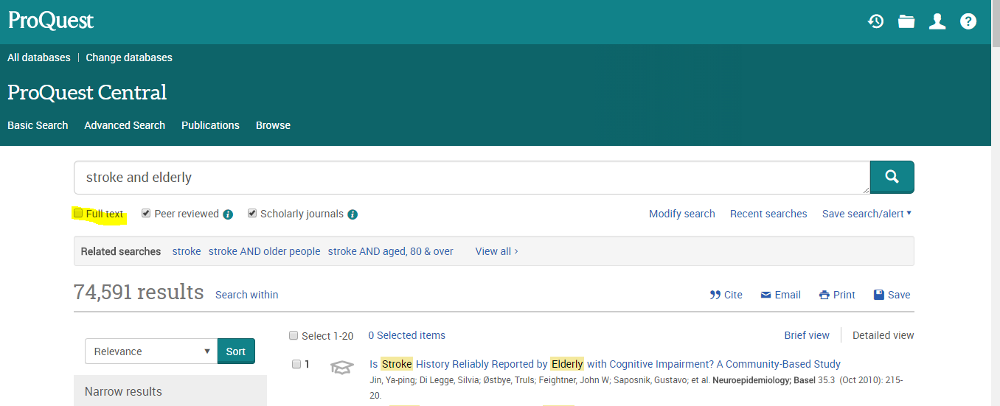 ProQuest
All databases | Change databases
ProQuest Central
Basic Search Advanced Search Publications Browse
stroke and elderly
Full text Peer reviewed Scholarly journals Modify search Recent searches Save search/alert
Related searches stroke stroke AND older people stroke AND aged, 80 & over View all >
74,591 results Search within Cite Email Print Save
Select 1-20 0 Selected items Brief view | Detailed view
Relevance Sort
1 Is Stroke History Reliably Reported by Elderly with Cognitive Impairment? A Community-Based Study
Jin, Ya-ping; Di Legge, Silvia; Østbye, Truls; Feightner, John W; Saposnik, Gustavo; et al. Neuroepidemiology; Basel 35.3 (Oct 2010): 215-
20.
Narrow results